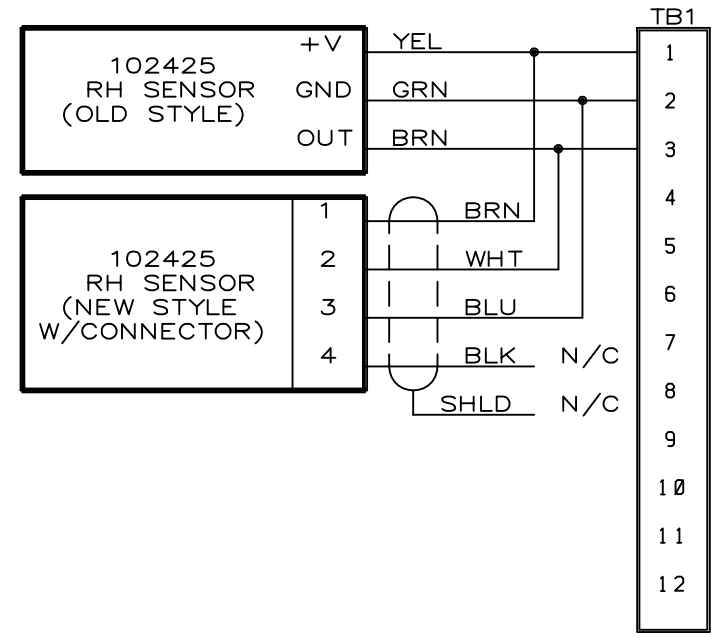 TB1
102425
RH SENSOR
(OLD STYLE)
+V YEL 1
GND GRN 2
OUT BRN 3
4
102425
RH SENSOR
(NEW STYLE
W/CONNECTOR)
1 BRN
2 WHT
3 BLU
4 BLK N/C
SHLD N/C
5
6
7
8
9
10
11
12